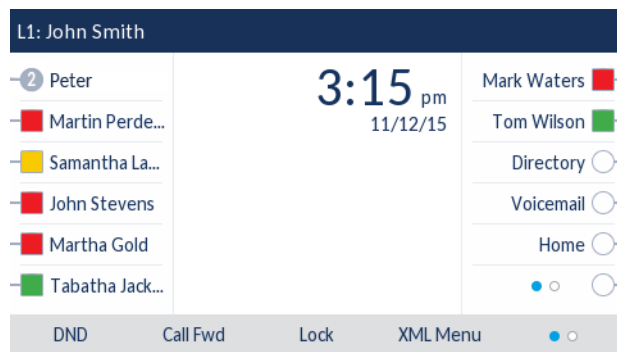 L1: John Smith
2 Peter
Martin Perde...
Samantha La...
John Stevens
Martha Gold
Tabatha Jack...
3:15 pm
11/12/15
Mark Waters
Tom Wilson
Directory
Voicemail
Home
DND Call Fwd Lock XML Menu